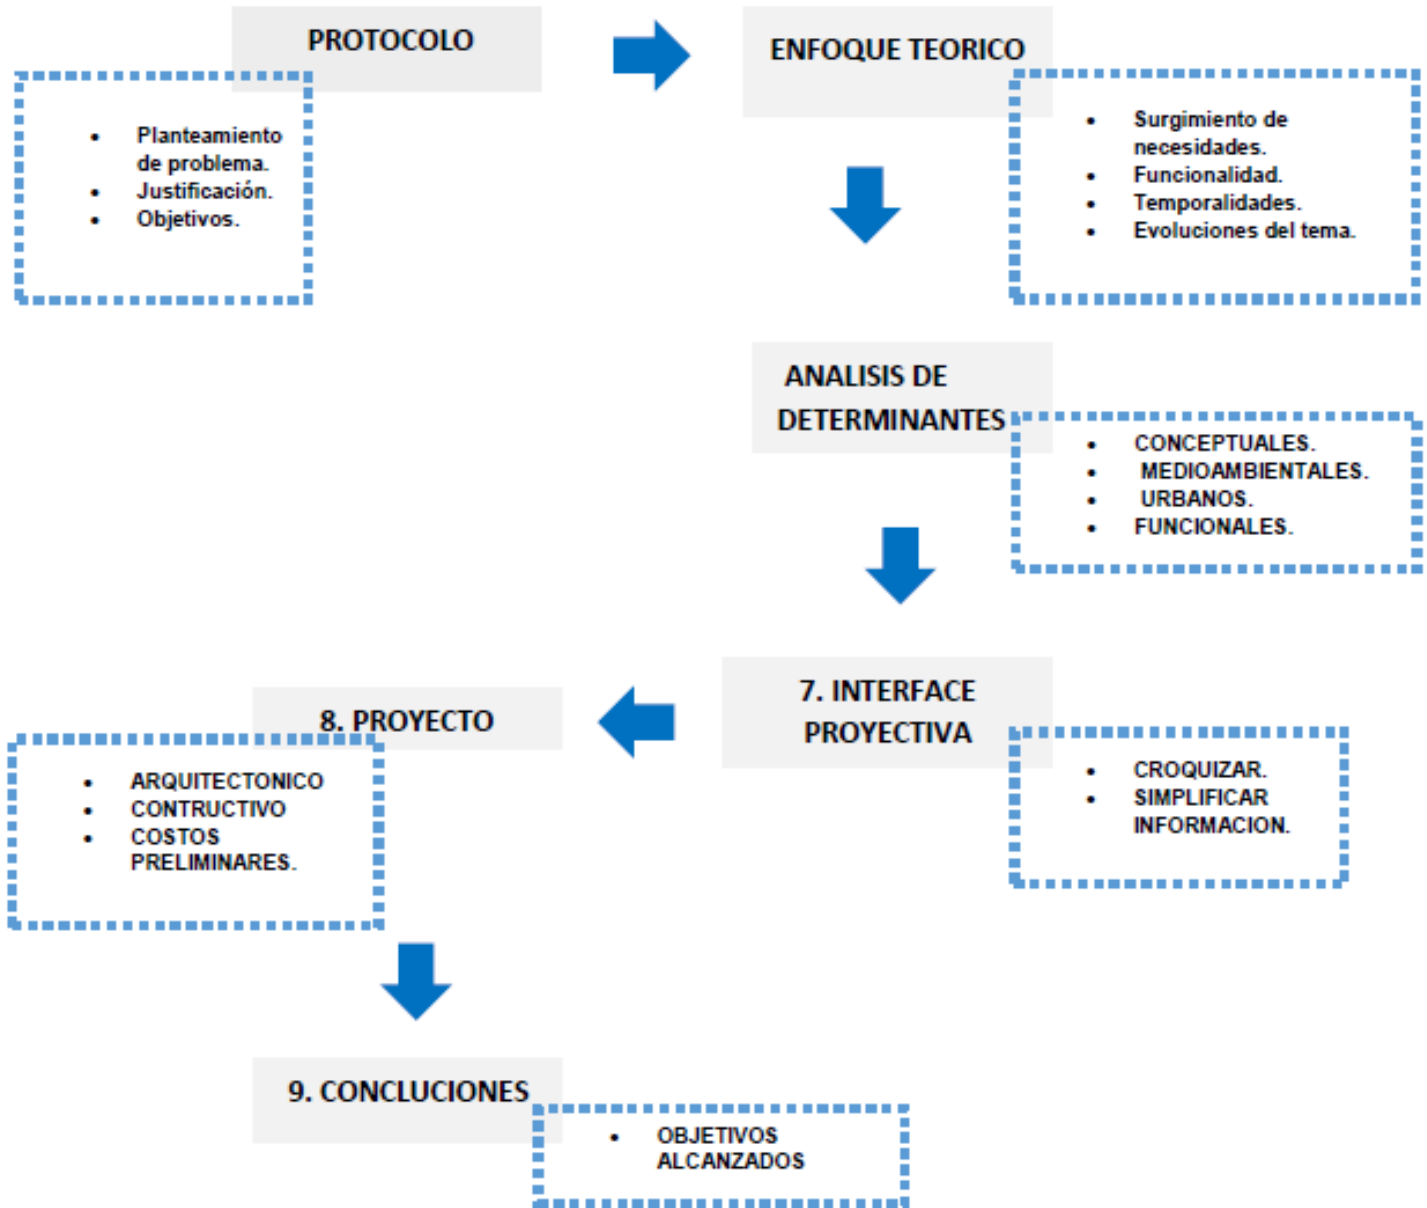 PROTOCOLO
• Planteamiento
de problema.
• Justificación.
• Objetivos.
ENFOQUE TEORICO
• Surgimiento de
necesidades.
• Funcionalidad.
• Temporalidades.
• Evoluciones del tema.
ANALISIS DE
DETERMINANTES
• CONCEPTUALES.
• MEDIOAMBIENTALES.
• URBANOS.
• FUNCIONALES.
7. INTERFACE
PROYECTIVA
• CROQUIZAR.
• SIMPLIFICAR
INFORMACION.
8. PROYECTO
• ARQUITECTONICO
• CONTRUCTIVO
• COSTOS
PRELIMINARES.
9. CONCLUCIONES
• OBJETIVOS
ALCANZADOS